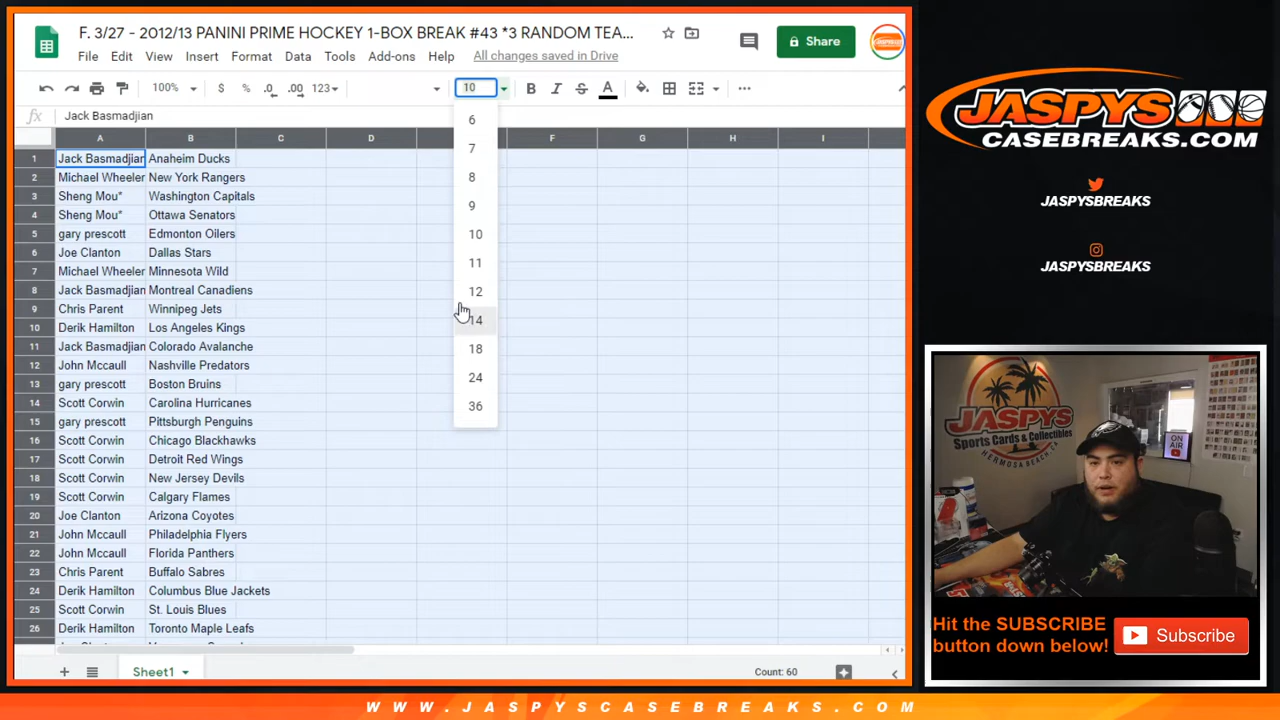 F. 3/27 - 2012/13 PANINI PRIME HOCKEY 1-BOX BREAK #43 *3 RANDOM TEA...
Share
File Edit View Insert Format Data Tools Add-ons Help All changes saved in Drive
100% $ % .0 .00 123 10 B I S A
fx Jack Basmadjian
A B C D F G H I
1 Jack Basmadjian Anaheim Ducks
2 Michael Wheeler New York Rangers
3 Sheng Mou* Washington Capitals
4 Sheng Mou* Ottawa Senators
5 gary prescott Edmonton Oilers
6 Joe Clanton Dallas Stars
7 Michael Wheeler Minnesota Wild
8 Jack Basmadjian Montreal Canadiens
9 Chris Parent Winnipeg Jets
10 Derik Hamilton Los Angeles Kings
11 Jack Basmadjian Colorado Avalanche
12 John Mccaull Nashville Predators
13 gary prescott Boston Bruins
14 Scott Corwin Carolina Hurricanes
15 gary prescott Pittsburgh Penguins
16 Scott Corwin Chicago Blackhawks
17 Scott Corwin Detroit Red Wings
18 Scott Corwin New Jersey Devils
19 Scott Corwin Calgary Flames
20 Joe Clanton Arizona Coyotes
21 John Mccaull Philadelphia Flyers
22 John Mccaull Florida Panthers
23 Chris Parent Buffalo Sabres
24 Derik Hamilton Columbus Blue Jackets
25 Scott Corwin St. Louis Blues
26 Derik Hamilton Toronto Maple Leafs
6
7
8
9
10
11
12
14
18
24
36
Sheet1
Count: 60
JASPYS
CASEBREAKS.COM
JASPYSBREAKS
JASPYSBREAKS
JASPYS
Sports Cards & Collectibles
HERMOSA BEACH, CA
ON
AIR
Hit the SUBSCRIBE
button down below!
Subscribe
WWW.JASPYSCASEBREAKS.COM